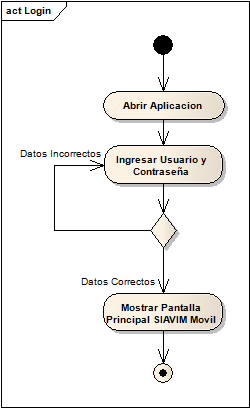 act Login
Abrir Aplicacion
Datos Incorrectos
Ingresar Usuario y
Contraseña
Datos Correctos
Mostrar Pantalla
Principal SIAVIM Movil